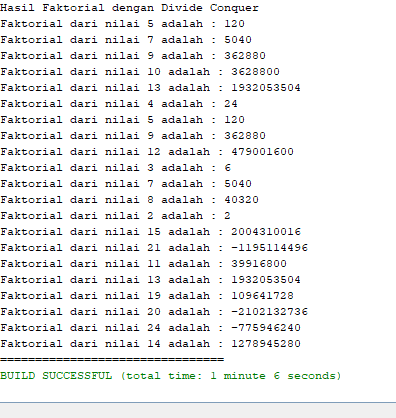 Hasil Faktorial dengan Divide Conquer
Faktorial dari nilai 5 adalah : 120
Faktorial dari nilai 7 adalah : 5040
Faktorial dari nilai 9 adalah : 362880
Faktorial dari nilai 10 adalah : 3628800
Faktorial dari nilai 13 adalah : 1932053504
Faktorial dari nilai 4 adalah : 24
Faktorial dari nilai 5 adalah : 120
Faktorial dari nilai 9 adalah : 362880
Faktorial dari nilai 12 adalah : 479001600
Faktorial dari nilai 3 adalah : 6
Faktorial dari nilai 7 adalah : 5040
Faktorial dari nilai 8 adalah : 40320
Faktorial dari nilai 2 adalah : 2
Faktorial dari nilai 15 adalah : 2004310016
Faktorial dari nilai 21 adalah : -1195114496
Faktorial dari nilai 11 adalah : 39916800
Faktorial dari nilai 13 adalah : 1932053504
Faktorial dari nilai 19 adalah : 109641728
Faktorial dari nilai 20 adalah : -2102132736
Faktorial dari nilai 24 adalah : -775946240
Faktorial dari nilai 14 adalah : 1278945280
================================
BUILD SUCCESSFUL (total time: 1 minute 6 seconds)